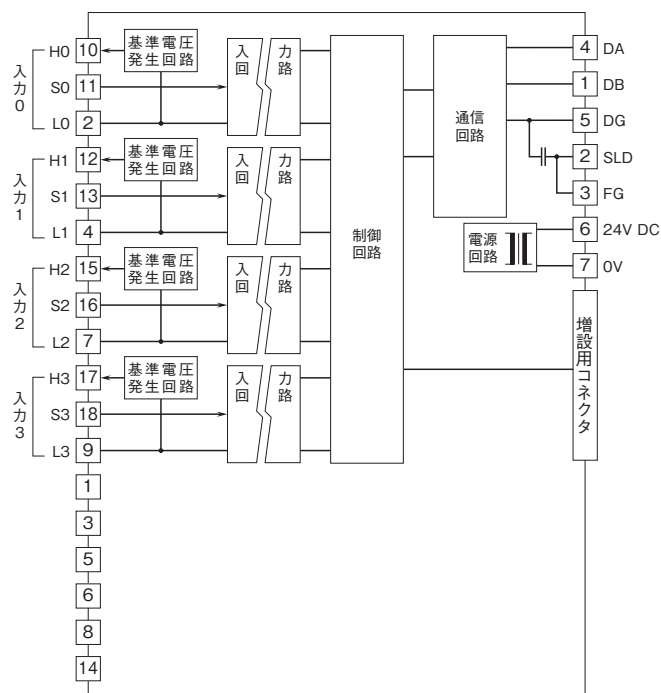 入力0
H0 10
S0 11
L0 2
基準電圧
発生回路
入力
回路
入力1
H1 12
S1 13
L1 4
基準電圧
発生回路
入力
回路
入力2
H2 15
S2 16
L2 7
基準電圧
発生回路
入力
回路
入力3
H3 17
S3 18
L3 9
基準電圧
発生回路
入力
回路
1
3
5
6
8
14
制御
回路
通信
回路
電源
回路
4 DA
1 DB
5 DG
2 SLD
3 FG
6 24V DC
7 0V
増設用コネクタ